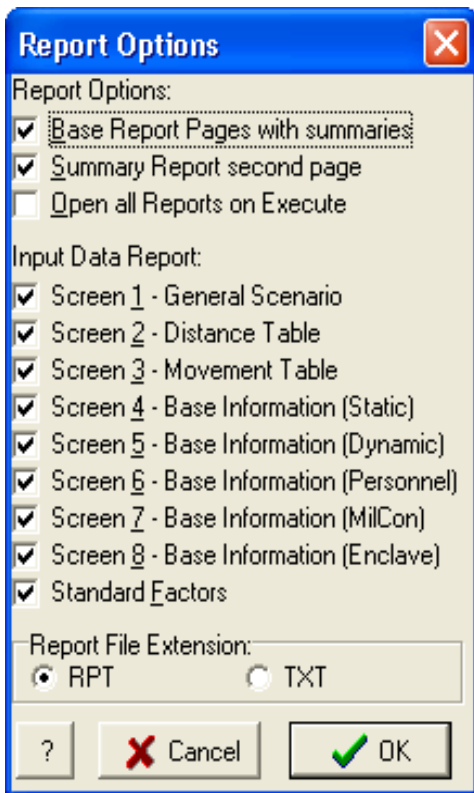 Report Options
Report Options:
Base Report Pages with summaries
Summary Report second page
Open all Reports on Execute
Input Data Report:
Screen 1 - General Scenario
Screen 2 - Distance Table
Screen 3 - Movement Table
Screen 4 - Base Information (Static)
Screen 5 - Base Information (Dynamic)
Screen 6 - Base Information (Personnel)
Screen 7 - Base Information (MilCon)
Screen 8 - Base Information (Enclave)
Standard Factors
Report File Extension:
RPT TXT
? Cancel OK